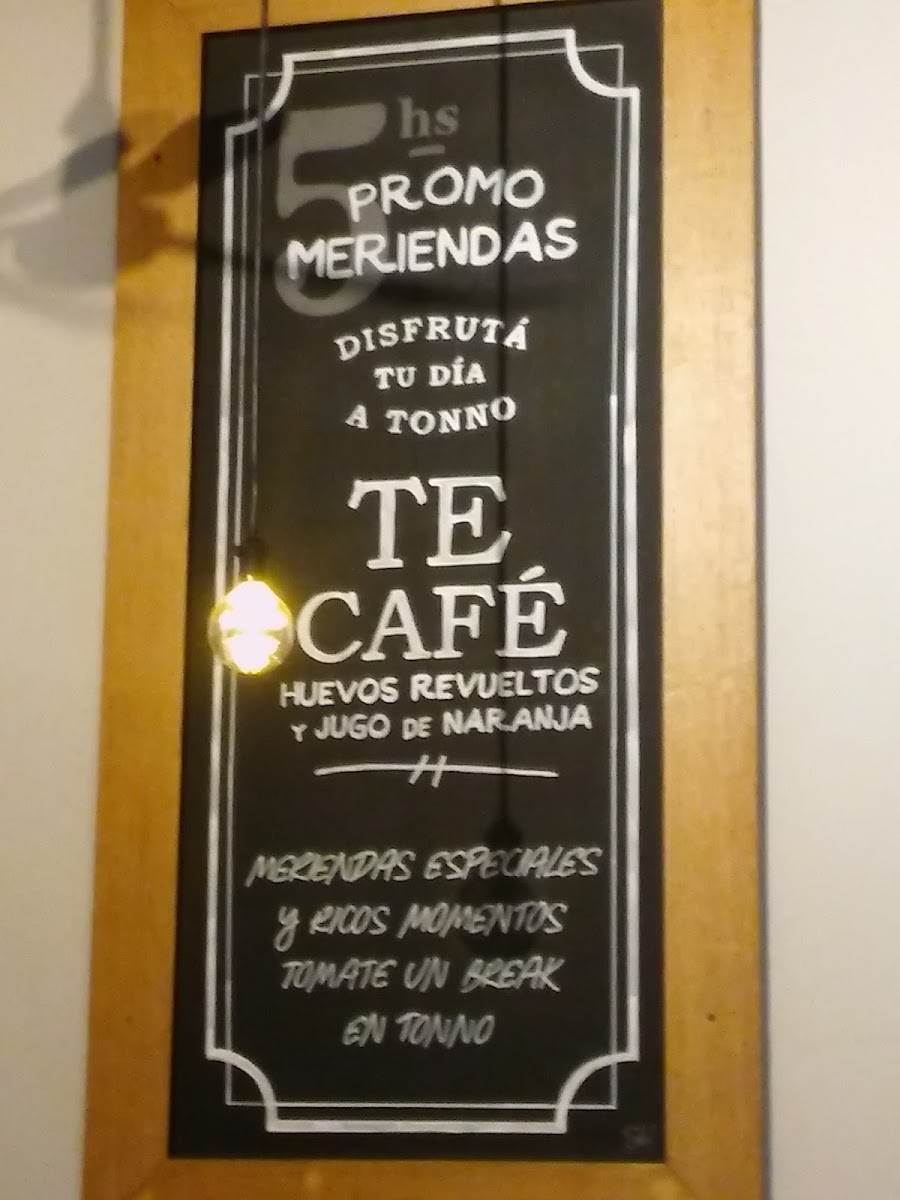 5 hs
PROMO
MERIENDAS
DISFRUTÁ
TU DÍA
A TONNO
TE
CAFÉ
HUEVOS REVUELTOS
Y JUGO DE NARANJA
MERIENDAS ESPECIALES
Y RICOS MOMENTOS
TOMATE UN BREAK
EN TONNO